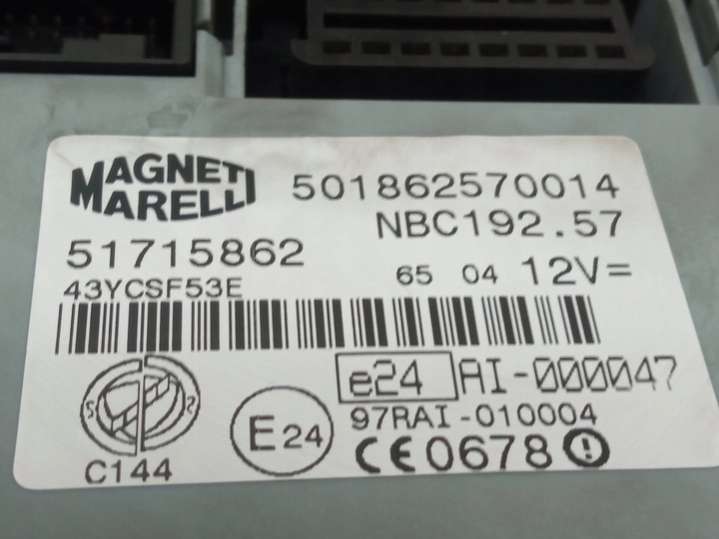 MAGNETI MARELLI
501862570014
NBC192.57
51715862
43YCSF53E
65 04 12V=
e24 AI-000047
97RAI-010004
E24
CE0678
C144